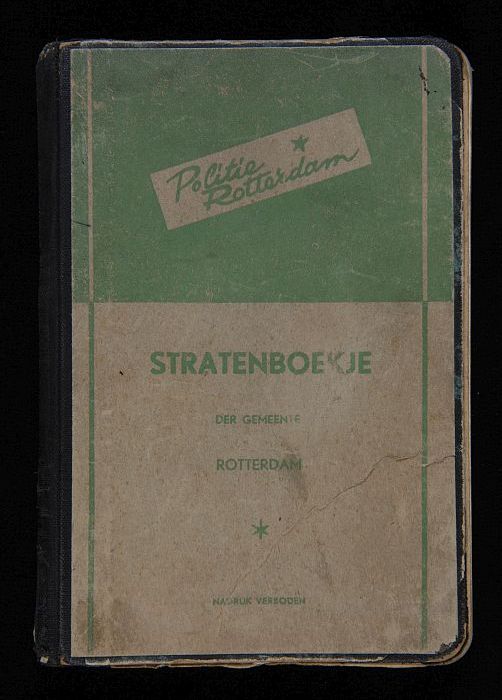 Politie
Rotterdam
STRATENBOEKJE
DER GEMEENTE
ROTTERDAM
NADRUK VERBODEN